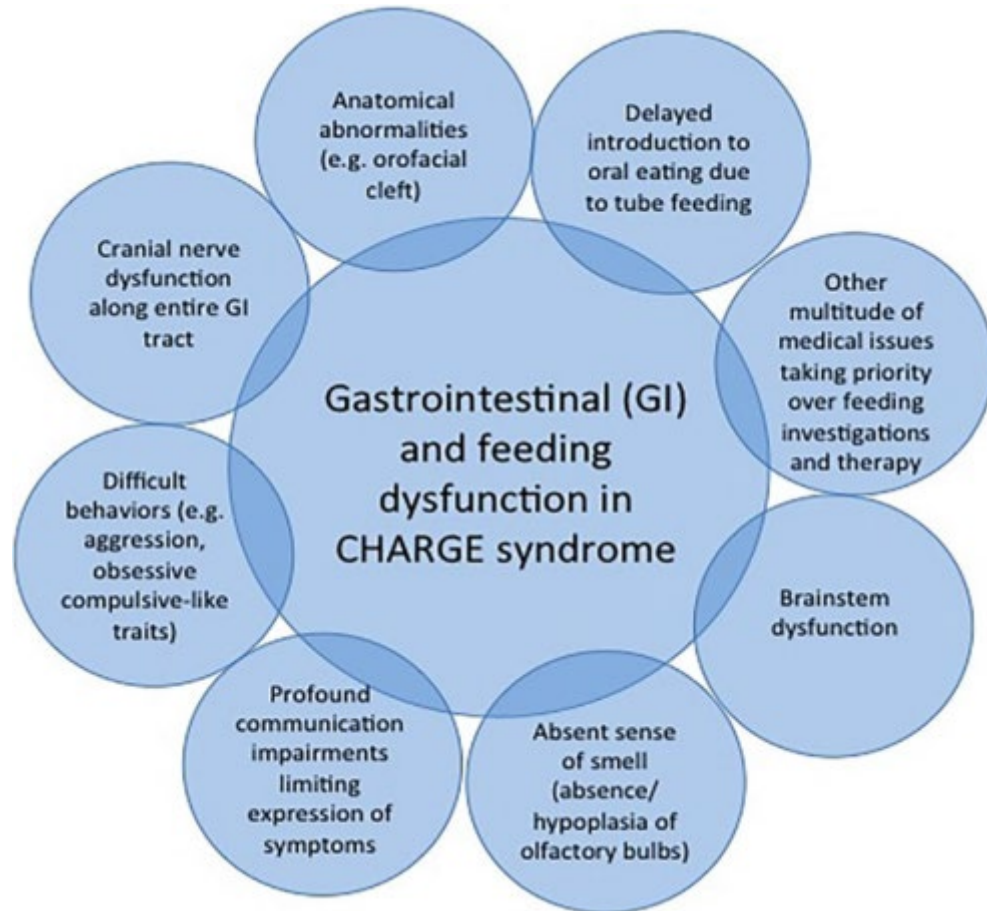 Anatomical
abnormalities
(e.g. orofacial
cleft)
Delayed
introduction to
oral eating due
to tube feeding
Other
multitude of
medical issues
taking priority
over feeding
investigations
and therapy
Brainstem
dysfunction
Absent sense
of smell
(absence/
hypoplasia of
olfactory bulbs)
Profound
communication
impairments
limiting
expression of
symptoms
Difficult
behaviors (e.g.
aggression,
obsessive
compulsive-like
traits)
Cranial nerve
dysfunction
along entire GI
tract
Gastrointestinal (GI)
and feeding
dysfunction in
CHARGE syndrome